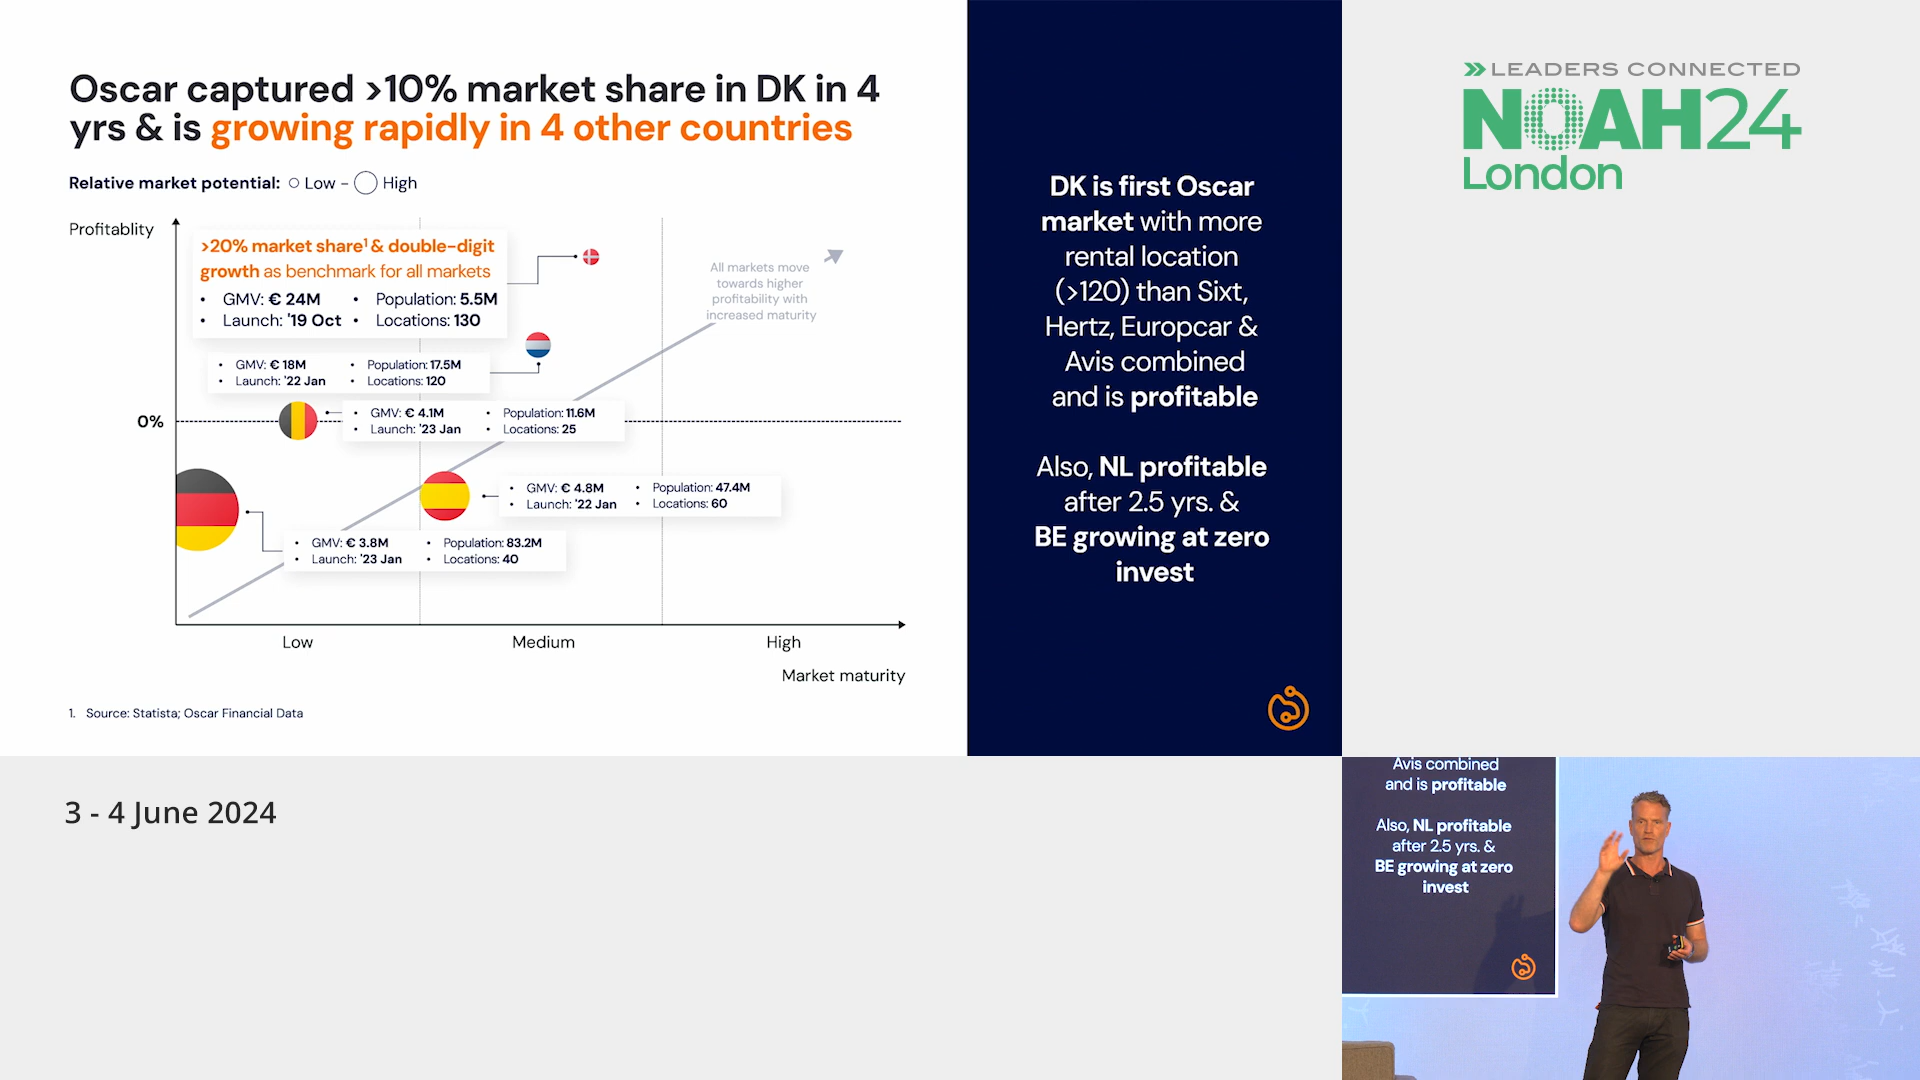 Oscar captured >10% market share in DK in 4
yrs & is growing rapidly in 4 other countries
Relative market potential: Low - High
Profitablity
>20% market share¹ & double-digit
growth as benchmark for all markets
• GMV: € 24M • Population: 5.5M
• Launch: '19 Oct • Locations: 130
All markets move
towards higher
profitability with
increased maturity
• GMV: € 18M • Population: 17.5M
• Launch: '22 Jan • Locations: 120
0%
• GMV: € 4.1M • Population: 11.6M
• Launch: '23 Jan • Locations: 25
• GMV: € 4.8M • Population: 47.4M
• Launch: '22 Jan • Locations: 60
• GMV: € 3.8M • Population: 83.2M
• Launch: '23 Jan • Locations: 40
Low Medium High
Market maturity
1. Source: Statista; Oscar Financial Data
DK is first Oscar
market with more
rental location
(>120) than Sixt,
Hertz, Europcar &
Avis combined
and is profitable
Also, NL profitable
after 2.5 yrs. &
BE growing at zero
invest
LEADERS CONNECTED
NOAH24
London
3 - 4 June 2024
Avis combined
and is profitable
Also, NL profitable
after 2.5 yrs. &
BE growing at zero
invest